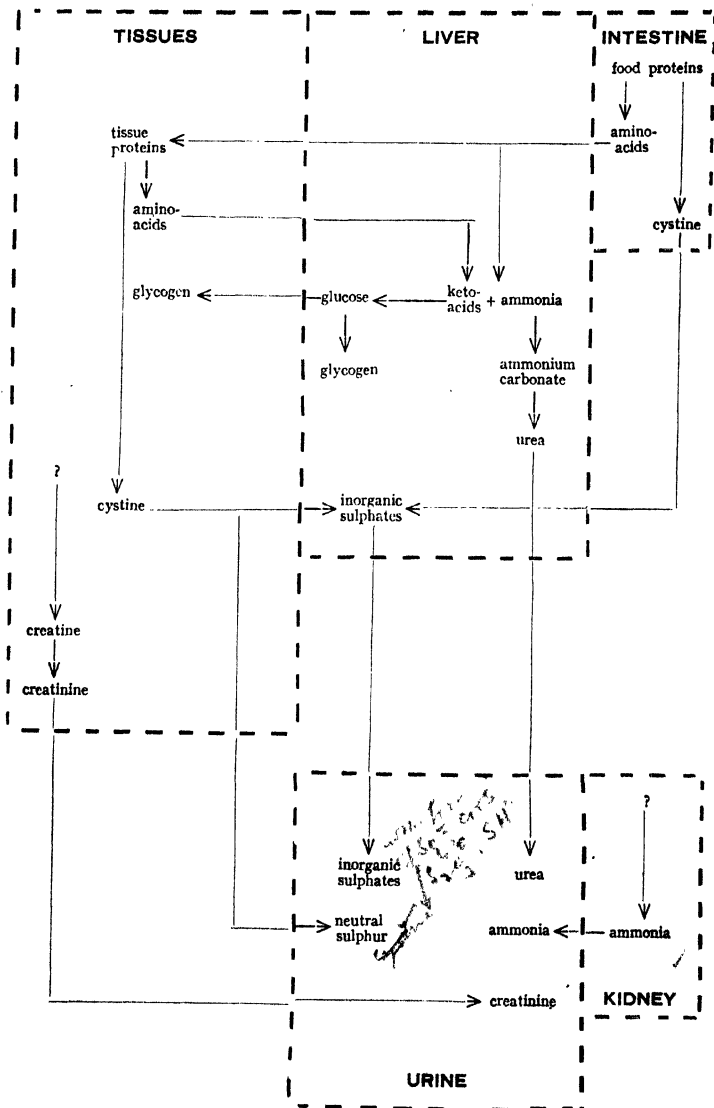 TISSUES
LIVER
INTESTINE
food proteins
tissue
proteins
amino-
acids
amino-
acids
cystine
glycogen
glucose
keto-
acids + ammonia
glycogen
ammonium
carbonate
urea
?
cystine
inorganic
sulphates
creatine
creatinine
?
inorganic
sulphates
urea
neutral
sulphur
ammonia
ammonia
creatinine
KIDNEY
URINE